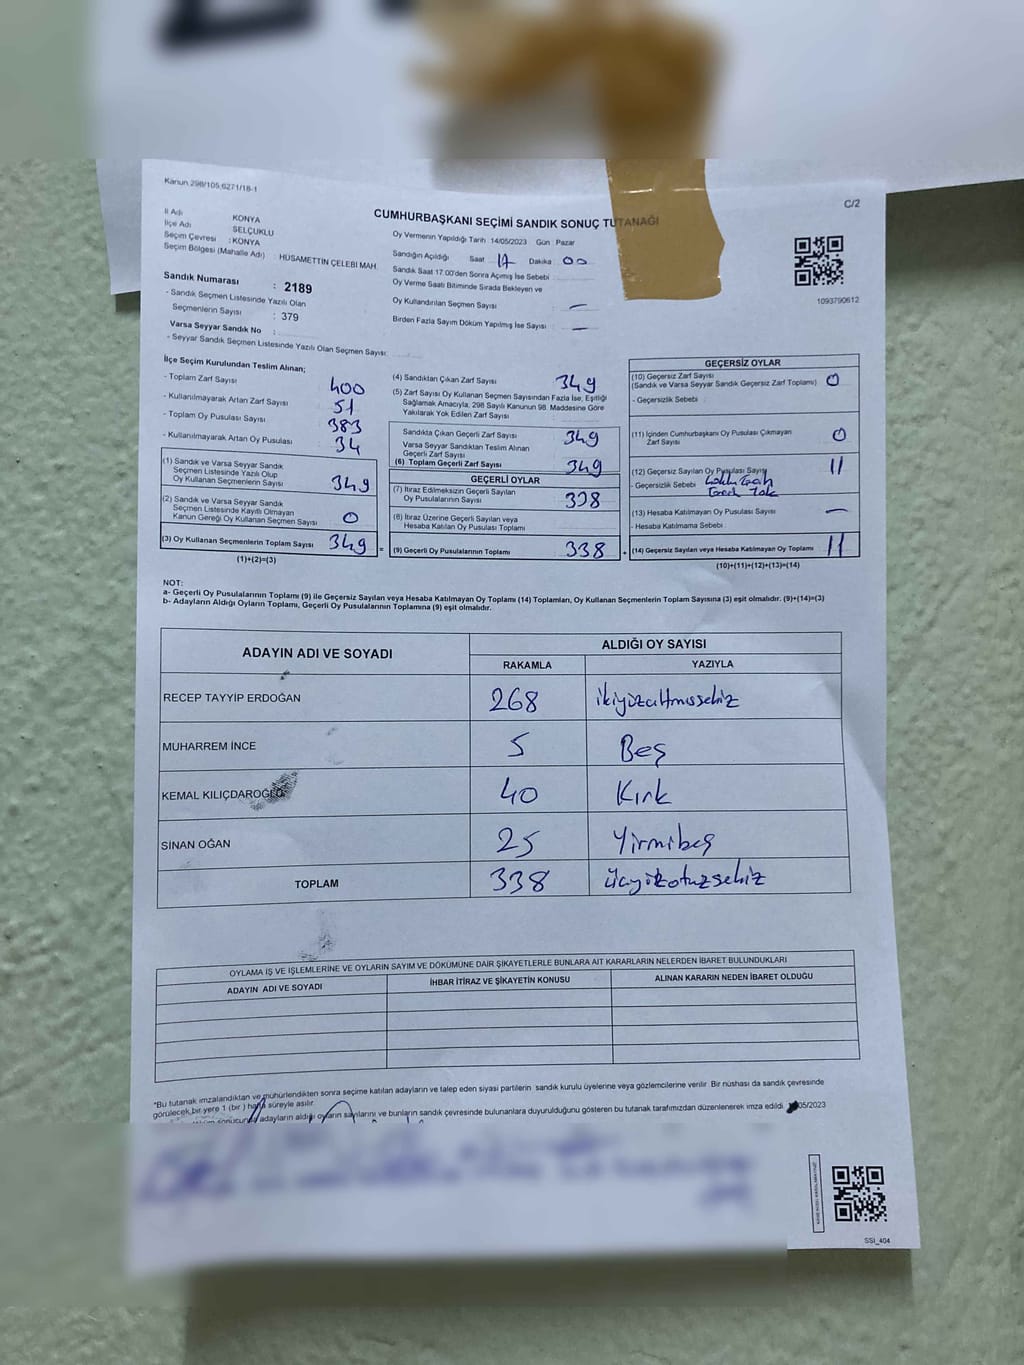 Kanun 298/105,6271/18-1
C/2
CUMHURBAŞKANI SEÇİMİ SANDIK SONUÇ TUTANAĞI
İl Adı KONYA
İlçe Adı SELÇUKLU
Seçim Çevresi : KONYA
Seçim Bölgesi (Mahalle Adı) : HÜSAMETTİN ÇELEBİ MAH.
Sandık Numarası : 2189
- Sandık Seçmen Listesinde Yazılı Olan
Seçmenlerin Sayısı : 379
Varsa Seyyar Sandık No :
- Seyyar Sandık Seçmen Listesinde Yazılı Olan Seçmen Sayısı:
Oy Vermenin Yapıldığı Tarih 14/05/2023 Gün Pazar
Sandığın Açıldığı Saat 17 Dakika 00
Sandık Saat 17:00'den Sonra Açımış İse Sebebi
Oy Verme Saati Bitiminde Sırada Bekleyen ve
Oy Kullandırılan Seçmen Sayısı : —
Birden Fazla Sayım Döküm Yapılmış İse Sayısı : —
1093790612
İlçe Seçim Kurulundan Teslim Alınan;
- Toplam Zarf Sayısı 400
- Kullanılmayarak Artan Zarf Sayısı 51
- Toplam Oy Pusulası Sayısı 383
- Kullanılmayarak Artan Oy Pusulası 34
(1) Sandık ve Varsa Seyyar Sandık
Seçmen Listesinde Yazılı Olup
Oy Kullanan Seçmenlerin Sayısı 349
(2) Sandık ve Varsa Seyyar Sandık
Seçmen Listesinde Kayıtlı Olmayan
Kanun Gereği Oy Kullanan Seçmen Sayısı 0
(3) Oy Kullanan Seçmenlerin Toplam Sayısı 349 =
(1)+(2)=(3)
(4) Sandıktan Çıkan Zarf Sayısı 349
(5) Zarf Sayısı Oy Kullanan Seçmen Sayısından Fazla İse, Eşitliği
Sağlamak Amacıyla, 298 Sayılı Kanunun 98. Maddesine Göre
Yakılarak Yok Edilen Zarf Sayısı
Sandıkta Çıkan Geçerli Zarf Sayısı 349
Varsa Seyyar Sandıktan Teslim Alınan
Geçerli Zarf Sayısı
(6) Toplam Geçerli Zarf Sayısı 349
GEÇERLİ OYLAR
(7) İtiraz Edilmeksizin Geçerli Sayılan
Oy Pusulalarının Sayısı 338
(8) İtiraz Üzerine Geçerli Sayılan veya
Hesaba Katılan Oy Pusulası Toplamı
(9) Geçerli Oy Pusulalarının Toplamı 338 +
GEÇERSİZ OYLAR
(10) Geçersiz Zarf Sayısı
(Sandık ve Varsa Seyyar Sandık Geçersiz Zarf Toplamı) 0
- Geçersizlik Sebebi :
(11) İçinden Cumhurbaşkanı Oy Pusulası Çıkmayan
Zarf Sayısı 0
(12) Geçersiz Sayılan Oy Pusulası Sayısı 11
- Geçersizlik Sebebi
(13) Hesaba Katılmayan Oy Pusulası Sayısı —
- Hesaba Katılmama Sebebi :
(14) Geçersiz Sayılan veya Hesaba Katılmayan Oy Toplamı 11
(10)+(11)+(12)+(13)=(14)
NOT:
a- Geçerli Oy Pusulalarının Toplamı (9) ile Geçersiz Sayılan veya Hesaba Katılmayan Oy Toplamı (14) Toplamları, Oy Kullanan Seçmenlerin Toplam Sayısına (3) eşit olmalıdır. (9)+(14)=(3)
b- Adayların Aldığı Oyların Toplamı, Geçerli Oy Pusulalarının Toplamına (9) eşit olmalıdır.
ADAYIN ADI VE SOYADI ALDIĞI OY SAYISI
RAKAMLA YAZIYLA
RECEP TAYYİP ERDOĞAN 268 ikiyüzaltmışsekiz
MUHARREM İNCE 5 Beş
KEMAL KILIÇDAROĞLU 40 Kırk
SİNAN OĞAN 25 Yirmibeş
TOPLAM 338 üçyüzotuzsekiz
OYLAMA İŞ VE İŞLEMLERİNE VE OYLARIN SAYIM VE DÖKÜMÜNE DAİR ŞİKAYETLERLE BUNLARA AİT KARARLARIN NELERDEN İBARET BULUNDUKLARI
ADAYIN ADI VE SOYADI İHBAR İTİRAZ VE ŞİKAYETİN KONUSU ALINAN KARARIN NEDEN İBARET OLDUĞU
*Bu tutanak imzalandıktan ve mühürlendikten sonra seçime katılan adayların ve talep eden siyasi partilerin sandık kurulu üyelerine veya gözlemcilerine verilir. Bir nüshası da sandık çevresinde
görülecek bir yere 1 (bir) hafta süreyle asılır.
sonucunda adayların aldığı oyların sayılarını ve bunların sandık çevresinde bulunanlara duyurulduğunu gösteren bu tutanak tarafımızdan düzenlenerek imza edildi. 05/2023
SSI_404